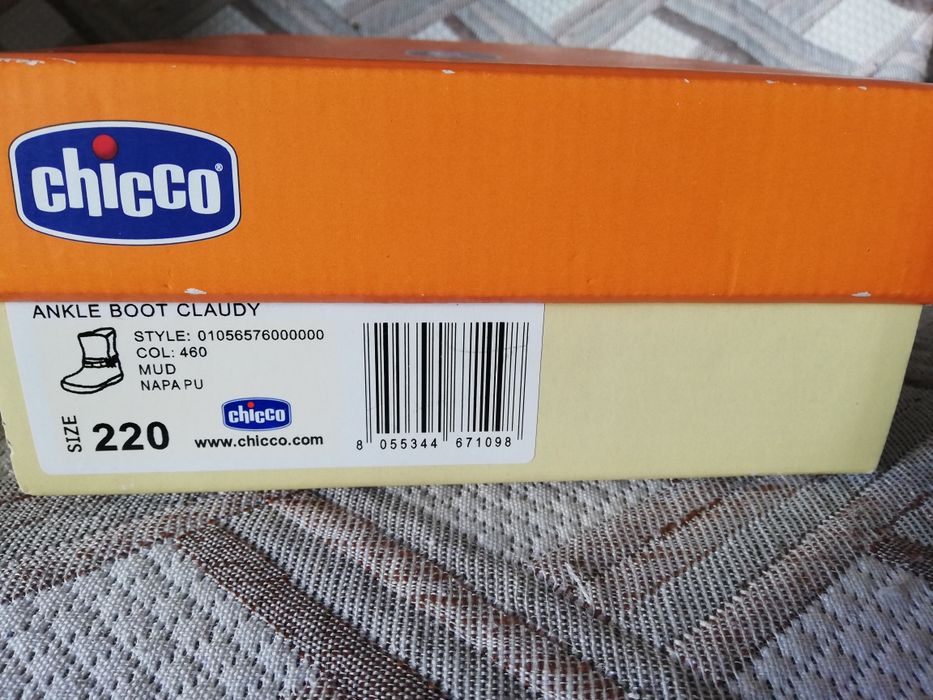 chicco®
ANKLE BOOT CLAUDY
STYLE: 01056576000000
COL: 460
MUD
NAPA PU
SIZE 220
chicco
www.chicco.com
8 055344 671098